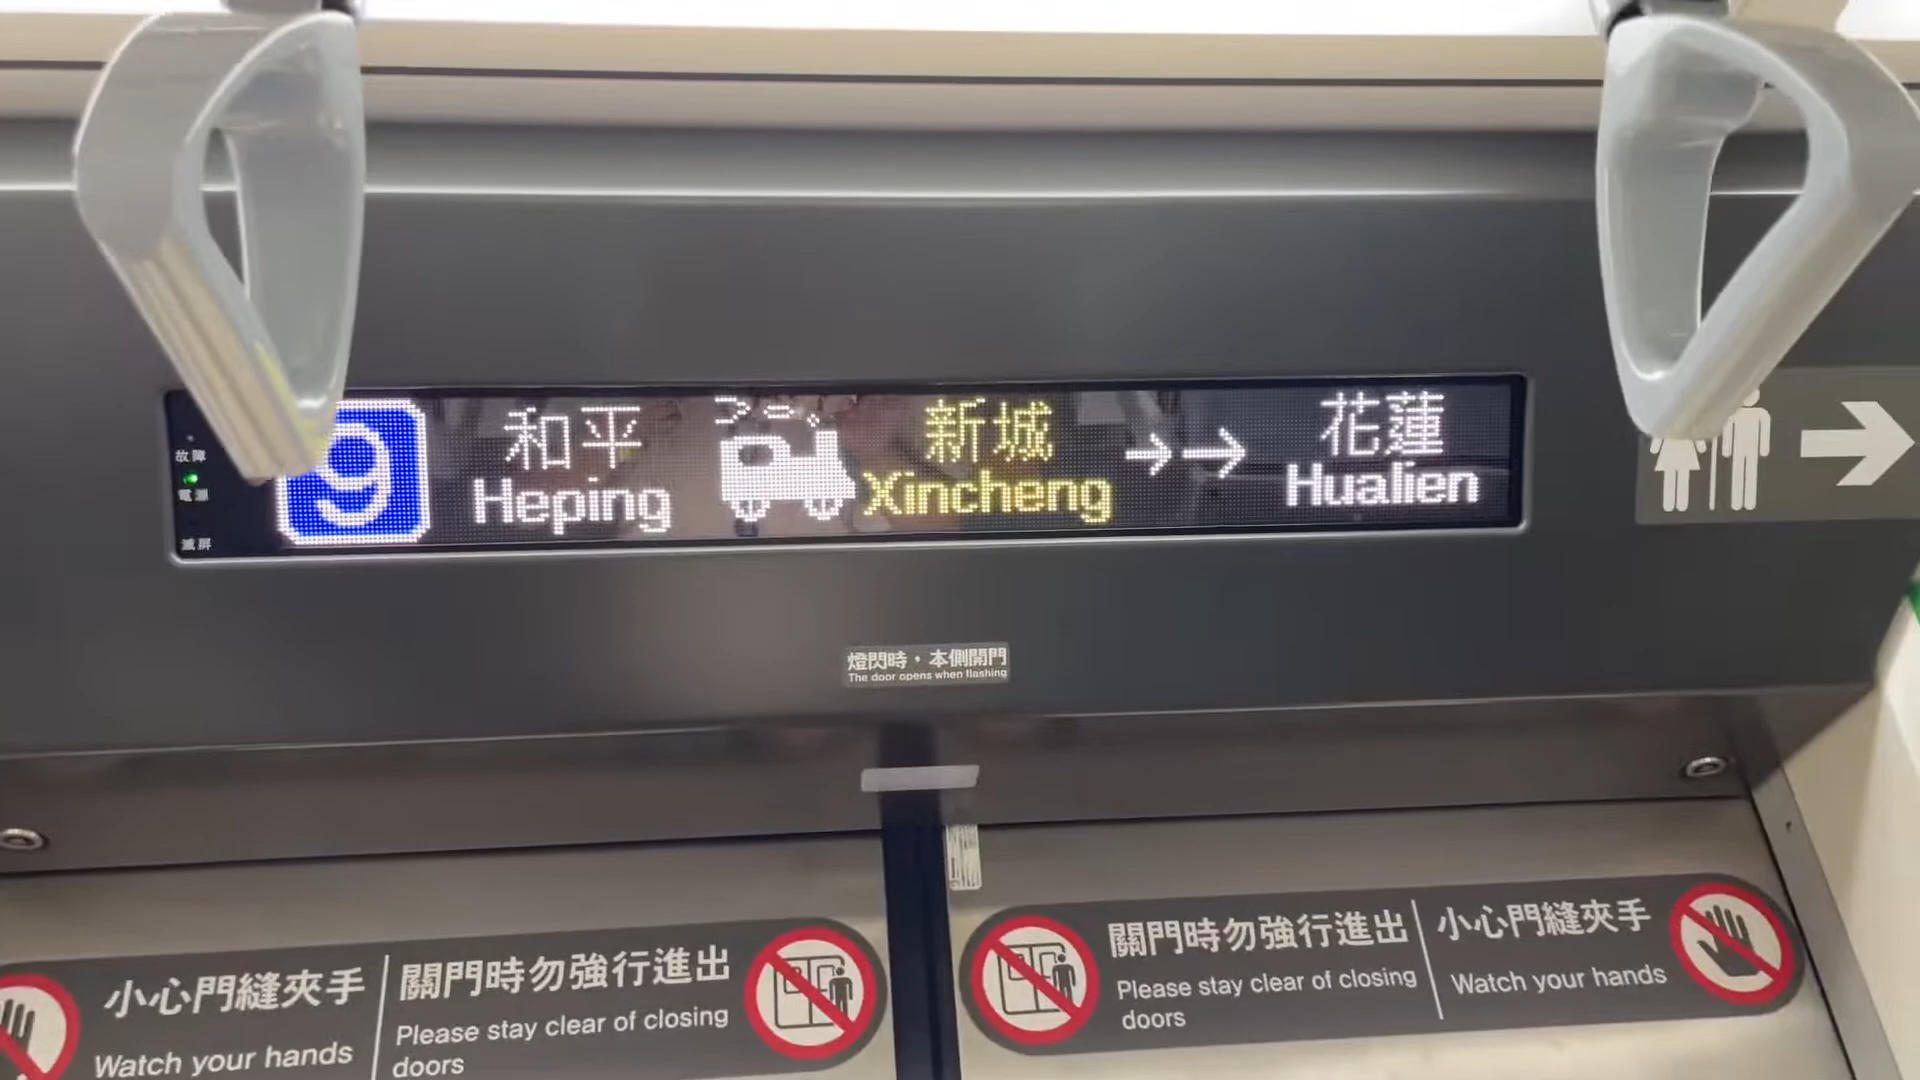 故障
電源
滅屏
9
和平
Heping
新城
Xincheng
→→
花蓮
Hualien
燈閃時，本側開門
The door opens when flashing
小心門縫夾手
Watch your hands
關門時勿強行進出
Please stay clear of closing
doors
關門時勿強行進出
Please stay clear of closing
doors
小心門縫夾手
Watch your hands